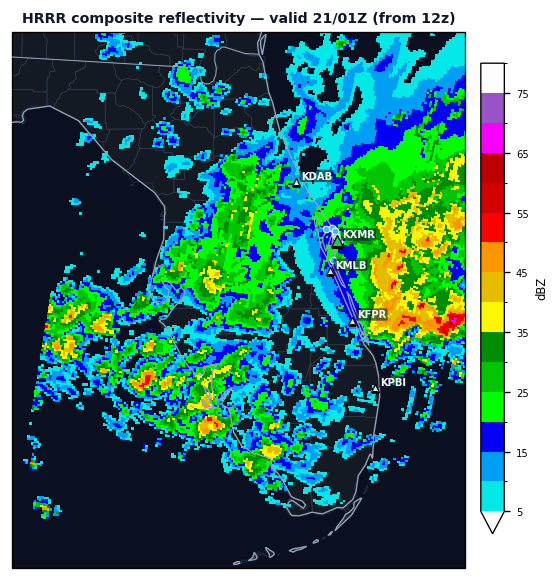 HRRR composite reflectivity — valid 21/01Z (from 12z)
75
65
55
45
35
25
15
5
dBZ
KDAB
KXMR
KMLB
KFPR
KPBI